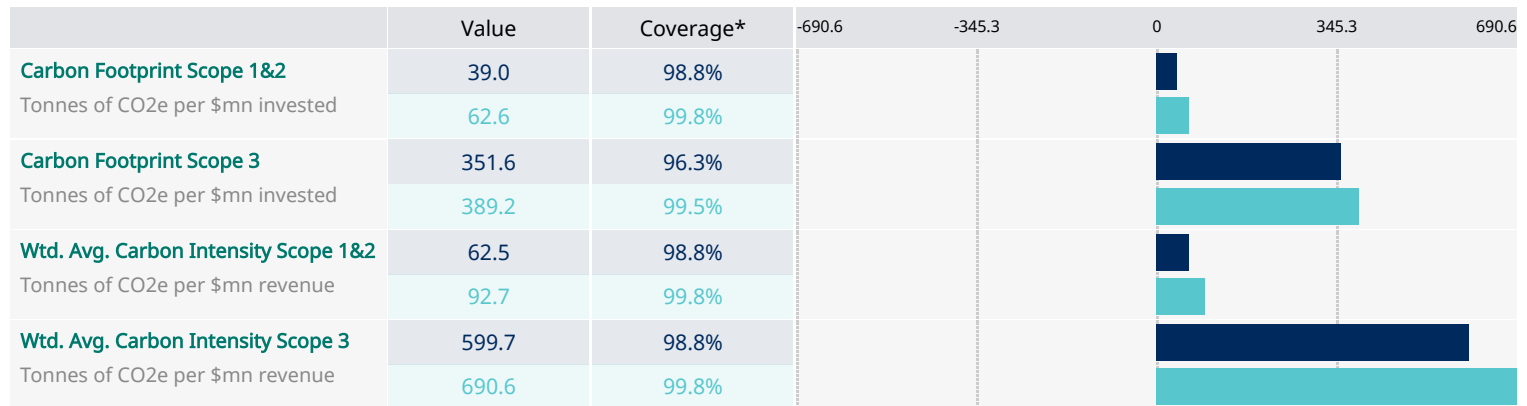 Value Coverage* -690.6 -345.3 0 345.3 690.6
Carbon Footprint Scope 1&2 39.0 98.8%
Tonnes of CO2e per $mn invested 62.6 99.8%
Carbon Footprint Scope 3 351.6 96.3%
Tonnes of CO2e per $mn invested 389.2 99.5%
Wtd. Avg. Carbon Intensity Scope 1&2 62.5 98.8%
Tonnes of CO2e per $mn revenue 92.7 99.8%
Wtd. Avg. Carbon Intensity Scope 3 599.7 98.8%
Tonnes of CO2e per $mn revenue 690.6 99.8%